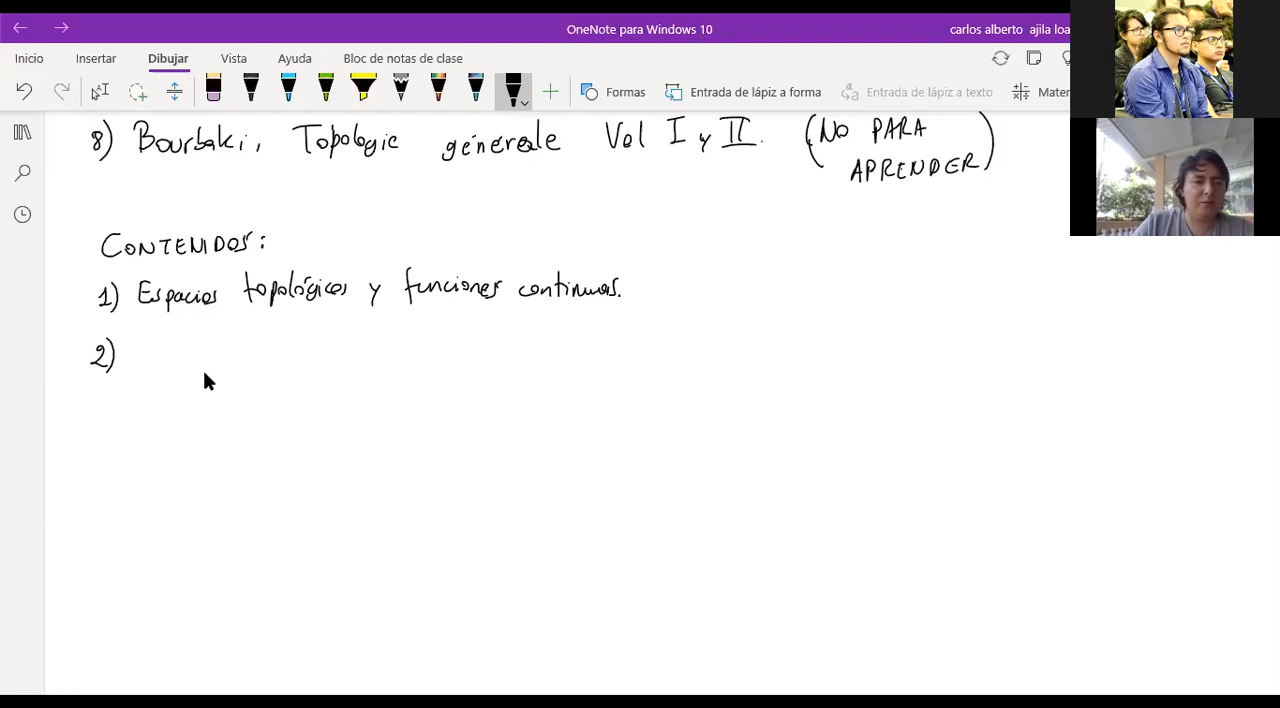 OneNote para Windows 10
carlos alberto ajila loa
Inicio Insertar Dibujar Vista Ayuda Bloc de notas de clase
Formas Entrada de lápiz a forma Entrada de lápiz a texto Matem
8) Bourbaki, Topologie génerale Vol I y II. (NO PARA
APRENDER)
CONTENIDOS:
1) Espacios topológicos y funciones continuas.
2)